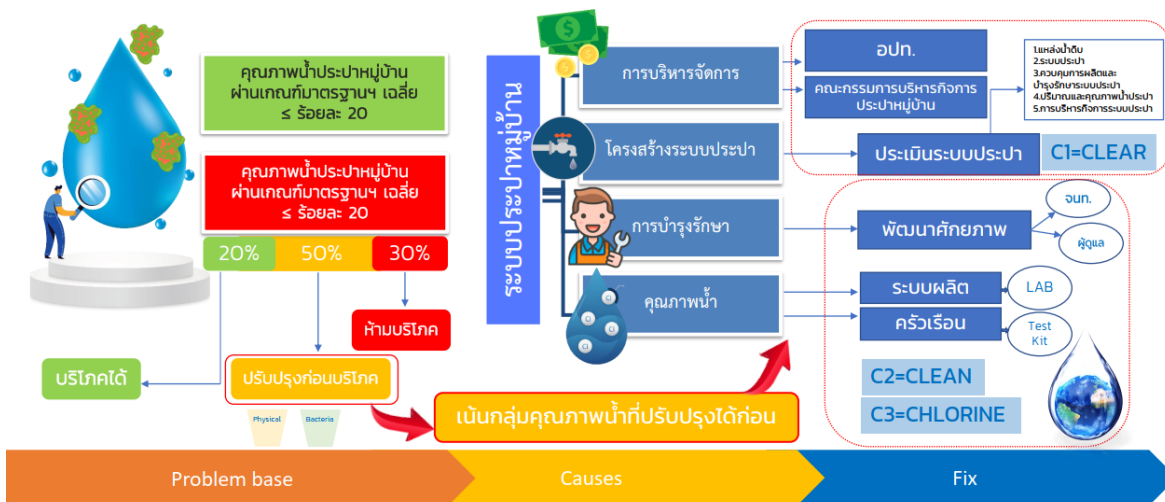 คุณภาพน้ำประปาหมู่บ้าน
ผ่านเกณฑ์มาตรฐานฯ เฉลี่ย
≤ ร้อยละ 20
คุณภาพน้ำประปาหมู่บ้าน
ผ่านเกณฑ์มาตรฐานฯ เฉลี่ย
≤ ร้อยละ 20
20%
50%
30%
ห้ามบริโภค
บริโภคได้
ปรับปรุงก่อนบริโภค
Physical
Bacteria
เน้นกลุ่มคุณภาพน้ำที่ปรับปรุงได้ก่อน
ระบบประปาหมู่บ้าน
การบริหารจัดการ
โครงสร้างระบบประปา
การบำรุงรักษา
คุณภาพน้ำ
Cl
Cl
Cl
Cl
อปท.
คณะกรรมการบริหารกิจการ
ประปาหมู่บ้าน
1.แหล่งน้ำดิบ
2.ระบบประปา
3.ควบคุมการผลิตและ
บำรุงรักษาระบบประปา
4.ปริมาณและคุณภาพน้ำประปา
5.การบริหารกิจการระบบประปา
ประเมินระบบประปา
C1=CLEAR
พัฒนาศักยภาพ
จนท.
ผู้ดูแล
ระบบผลิต
LAB
ครัวเรือน
Test
Kit
C2=CLEAN
C3=CHLORINE
Problem base
Causes
Fix